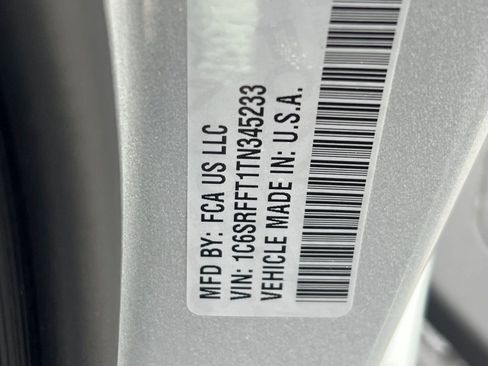 MFD BY: FCA US LLC
VIN: 1C6SRFFT1TN345233
VEHICLE MADE IN: U.S.A.